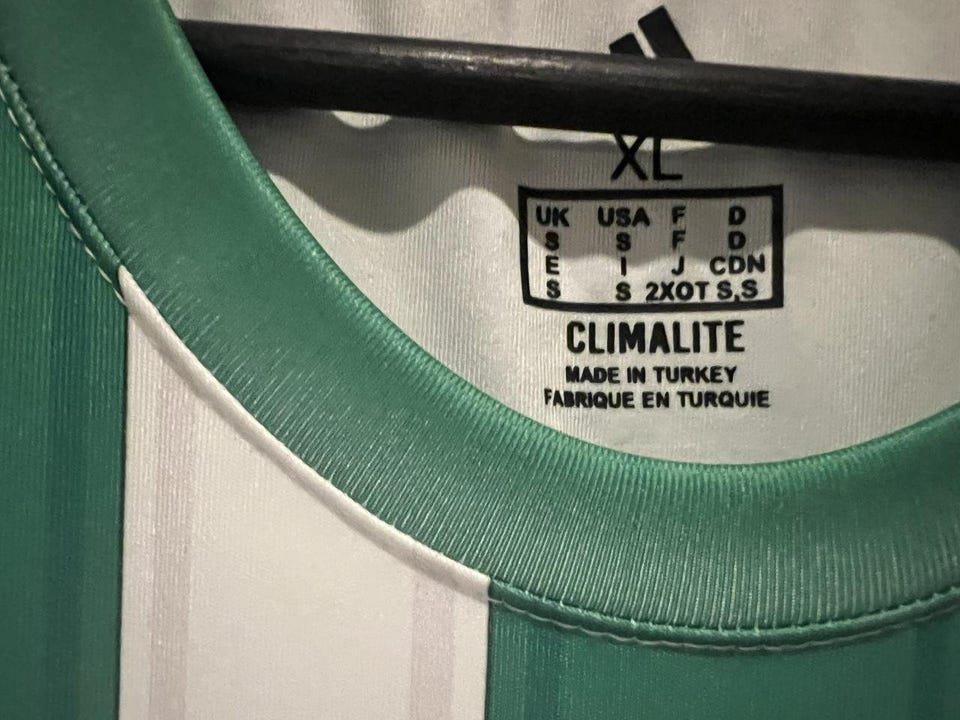 XL
UK USA F D
S S F D
E I J CDN
S S 2XOT S,S
CLIMALITE
MADE IN TURKEY
FABRIQUE EN TURQUIE